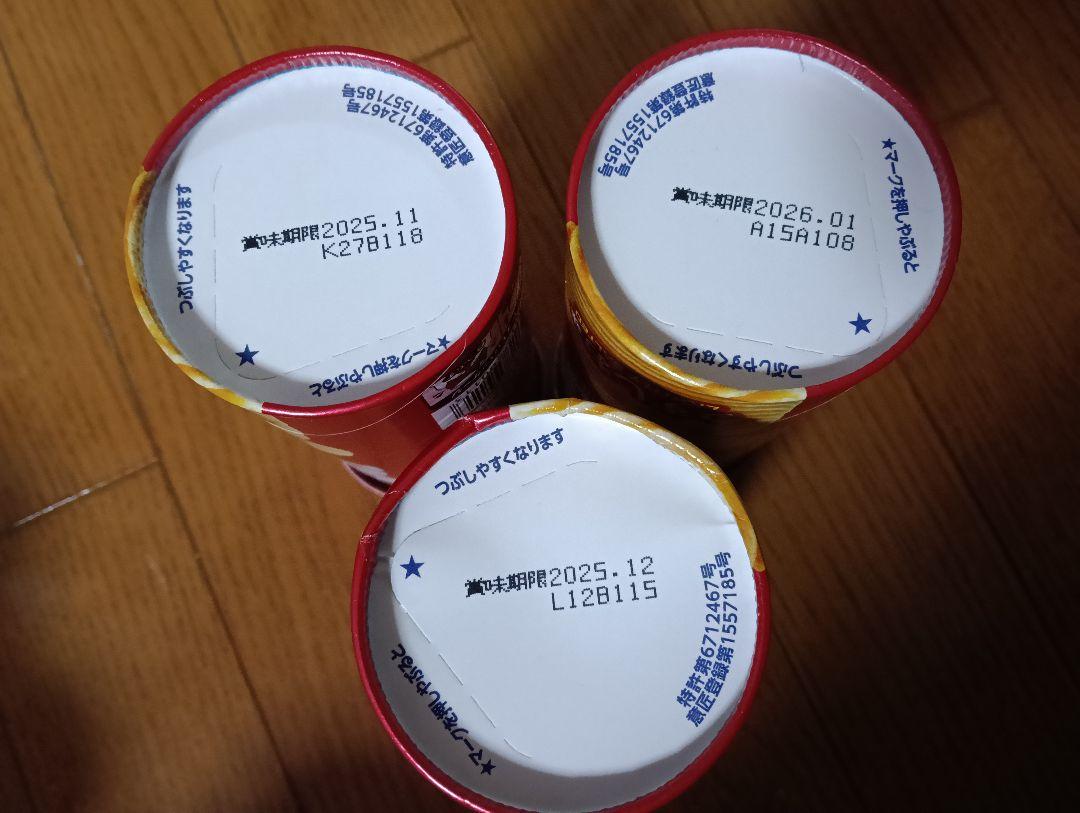 特許第6712467号
意匠登録第1557185号
賞味期限2025.11
K27B118
★マークを押しやぶると
つぶしやすくなります
特許第6712467号
意匠登録第1557185号
賞味期限2026.01
A15A108
★マークを押しやぶると
つぶしやすくなります
★マークを押しやぶると
つぶしやすくなります
賞味期限2025.12
L12B115
特許第6712467号
意匠登録第1557185号